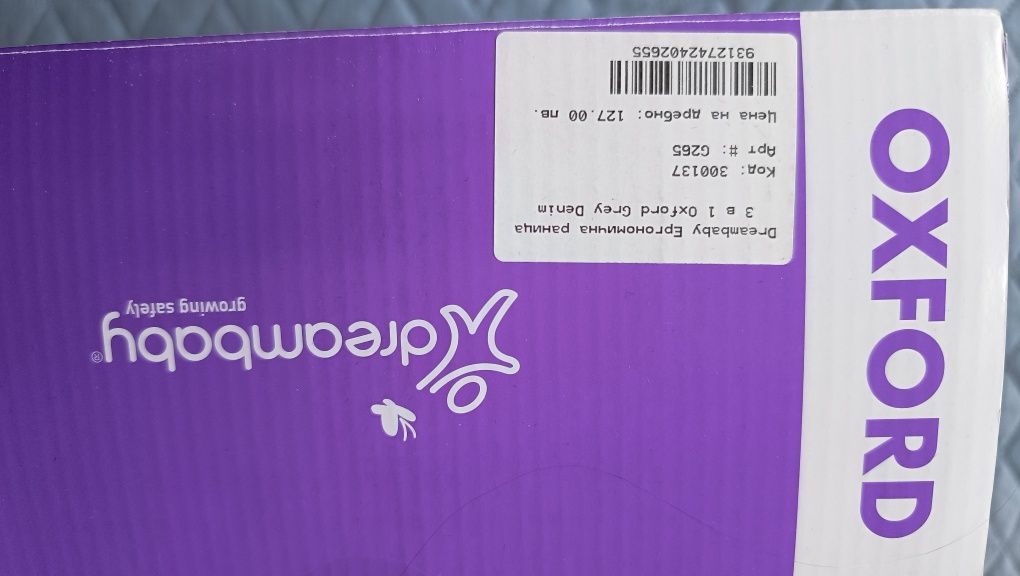 OXFORD
Dreambaby Ергономична раница
3 в 1 Oxford Grey Denim
Код: 300137
Арт #: G265
Цена на дребно: 127.00 лв.
9312742402655
dreambaby®
growing safely